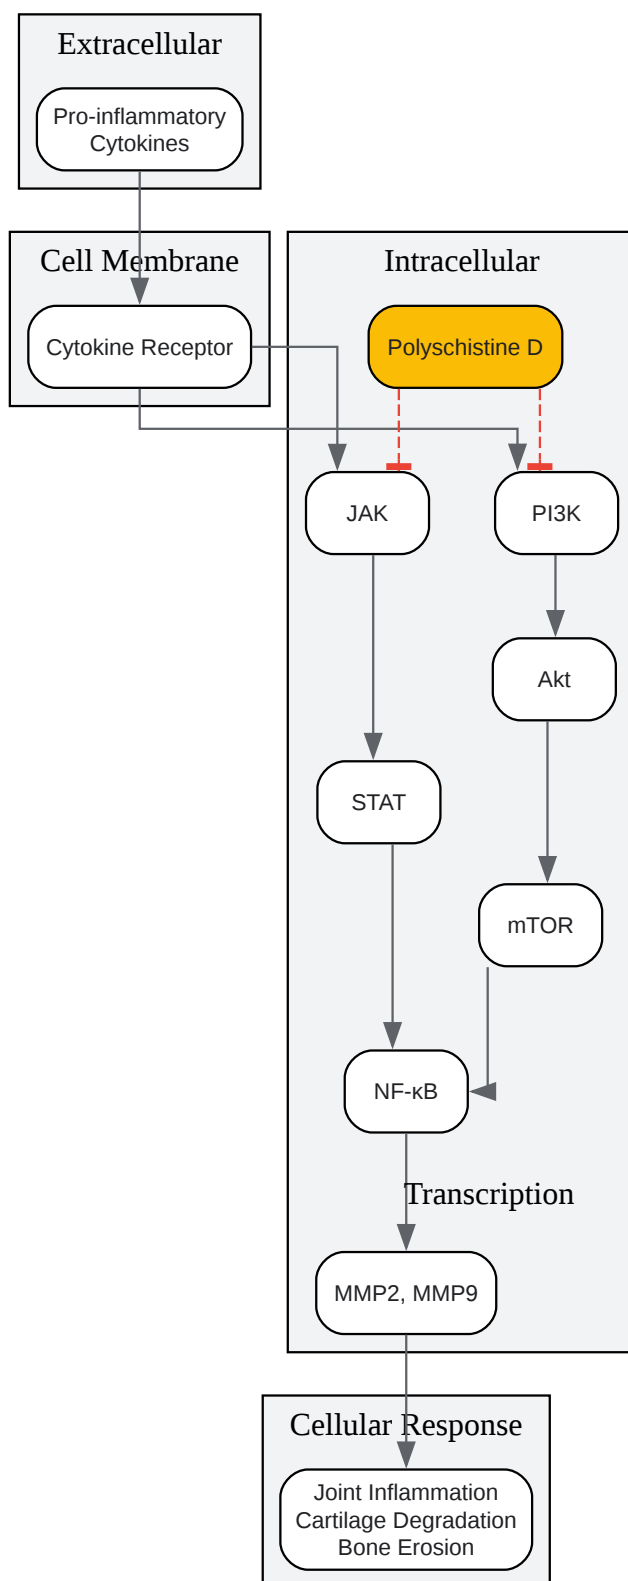 Extracellular
Pro-inflammatory
Cytokines
Cell Membrane
Cytokine Receptor
Intracellular
Polyschistine D
JAK
PI3K
Akt
STAT
mTOR
NF-κB
Transcription
MMP2, MMP9
Cellular Response
Joint Inflammation
Cartilage Degradation
Bone Erosion